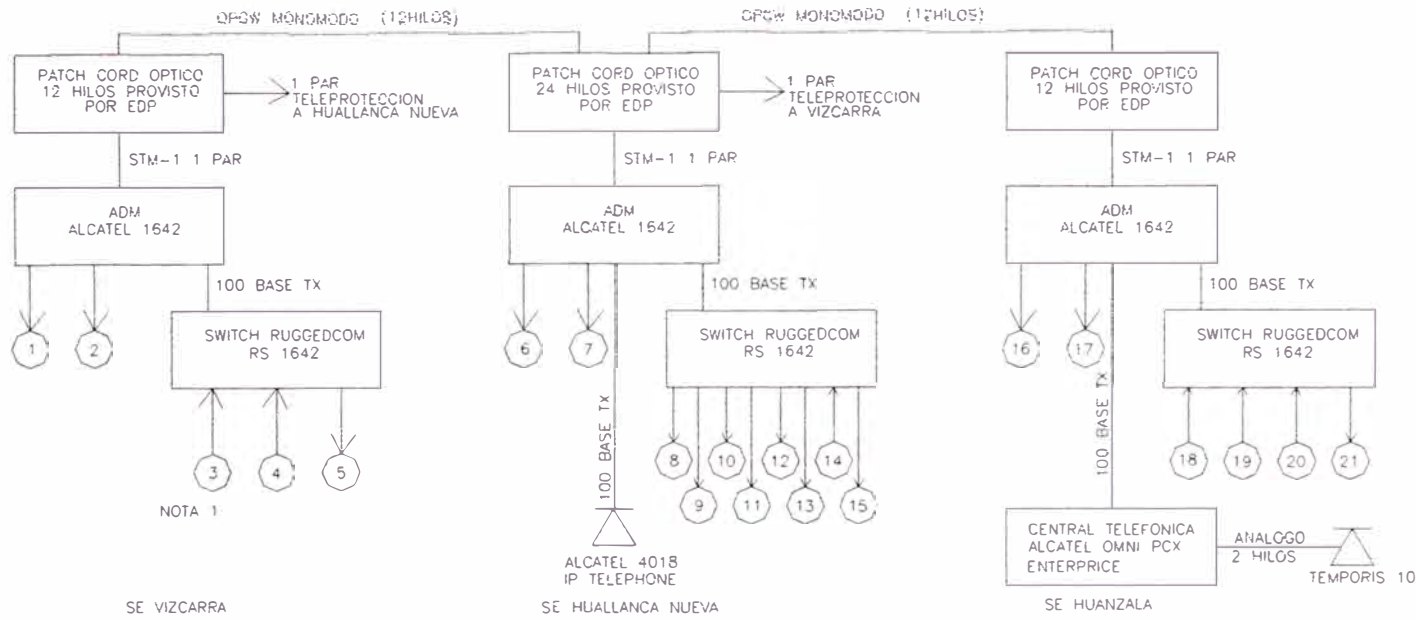 OPGW MONOMODO (12HILOS)
OPGW MONOMODO (12HILOS)
PATCH CORD OPTICO
12 HILOS PROVISTO
POR EDP
1 PAR
TELEPROTECCION
A HUALLANCA NUEVA
PATCH CORD OPTICO
24 HILOS PROVISTO
POR EDP
1 PAR
TELEPROTECCION
A VIZCARRA
PATCH CORD OPTICO
12 HILOS PROVISTO
POR EDP
STM-1 1 PAR
STM-1 1 PAR
STM-1 1 PAR
ADM
ALCATEL 1642
ADM
ALCATEL 1642
ADM
ALCATEL 1642
100 BASE TX
100 BASE TX
100 BASE TX
1
2
SWITCH RUGGEDCOM
RS 1642
6
7
SWITCH RUGGEDCOM
RS 1642
16
17
SWITCH RUGGEDCOM
RS 1642
3
4
5
NOTA 1
100 BASE TX
8
9
10
11
12
13
14
15
100 BASE TX
18
19
20
21
ALCATEL 4018
IP TELEPHONE
CENTRAL TELEFONICA
ALCATEL OMNI PCX
ENTERPRICE
ANALOGO
2 HILOS
TEMPORIS 10
SE VIZCARRA
SE HUALLANCA NUEVA
SE HUANZALA